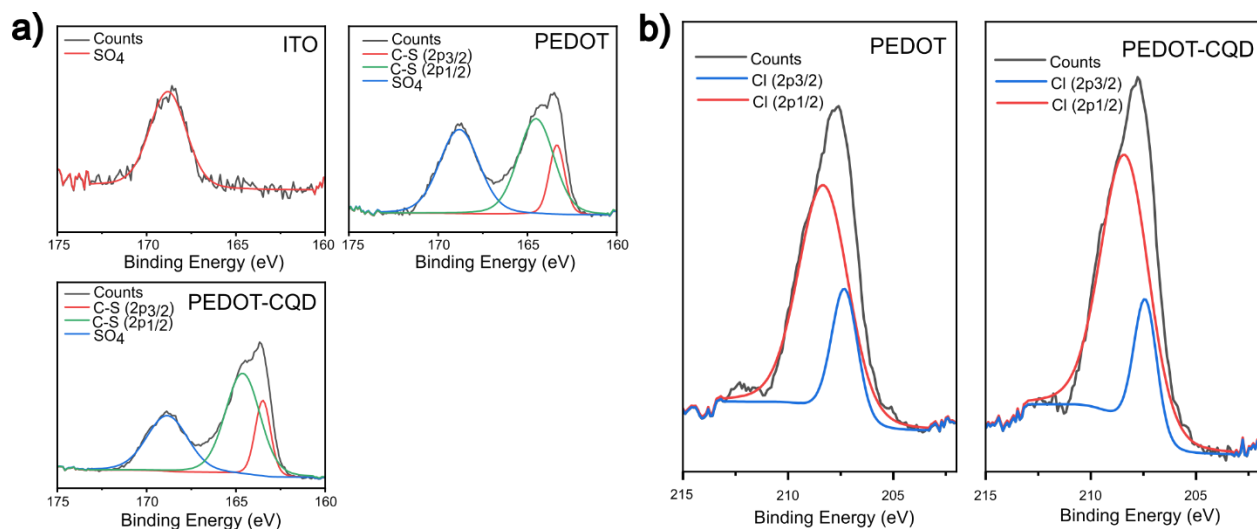 a)
Counts
SO4
ITO
175 170 165 160
Binding Energy (eV)
Counts
C-S (2p3/2)
C-S (2p1/2)
SO4
PEDOT
175 170 165 160
Binding Energy (eV)
Counts
C-S (2p3/2)
C-S (2p1/2)
SO4
PEDOT-CQD
175 170 165 160
Binding Energy (eV)
b)
PEDOT
Counts
Cl (2p3/2)
Cl (2p1/2)
215 210 205
Binding Energy (eV)
PEDOT-CQD
Counts
Cl (2p3/2)
Cl (2p1/2)
215 210 205
Binding Energy (eV)